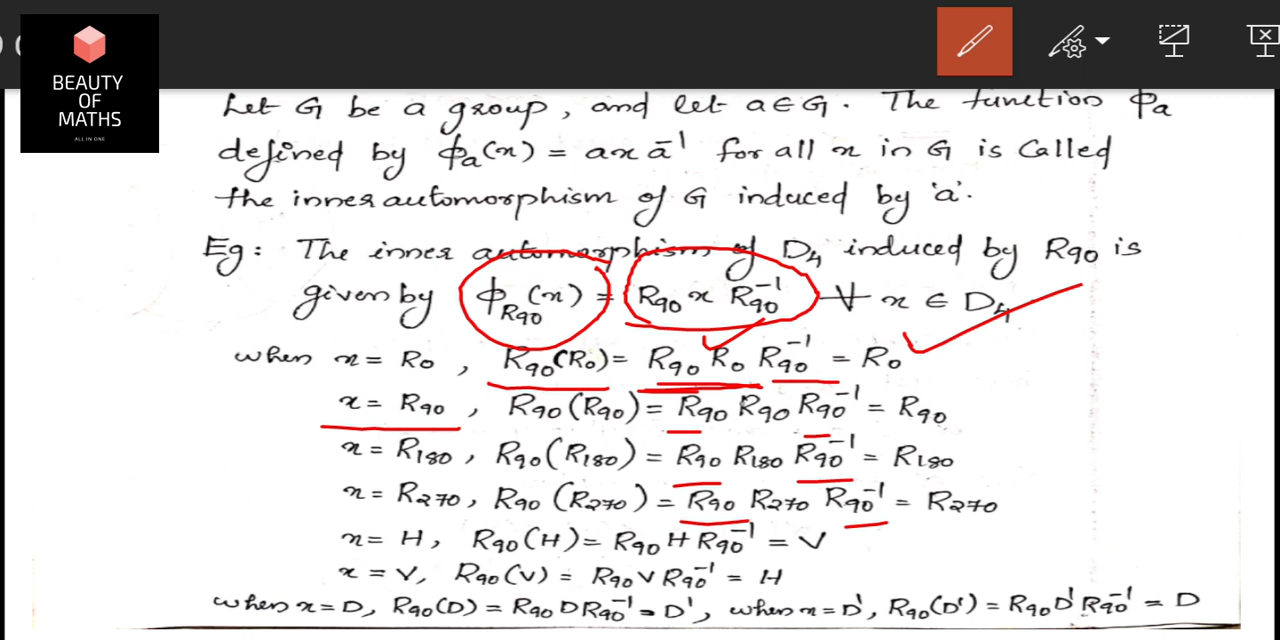 BEAUTY
OF
MATHS
ALL IN ONE
Let G be a group, and let a ∈ G. The function ϕa
defined by ϕa(x) = axa⁻¹ for all x in G is called
the inner automorphism of G induced by 'a'.
Eg: The inner automorphism of D4 induced by R90 is
given by ϕR90(x) = R90 x R90⁻¹ ∀ x ∈ D4
when x = R0, R90(R0) = R90 R0 R90⁻¹ = R0
x = R90, R90(R90) = R90 R90 R90⁻¹ = R90
x = R180, R90(R180) = R90 R180 R90⁻¹ = R180
x = R270, R90(R270) = R90 R270 R90⁻¹ = R270
x = H, R90(H) = R90 H R90⁻¹ = V
x = V, R90(V) = R90 V R90⁻¹ = H
when x = D, R90(D) = R90 D R90⁻¹ = D', when x = D', R90(D') = R90 D' R90⁻¹ = D